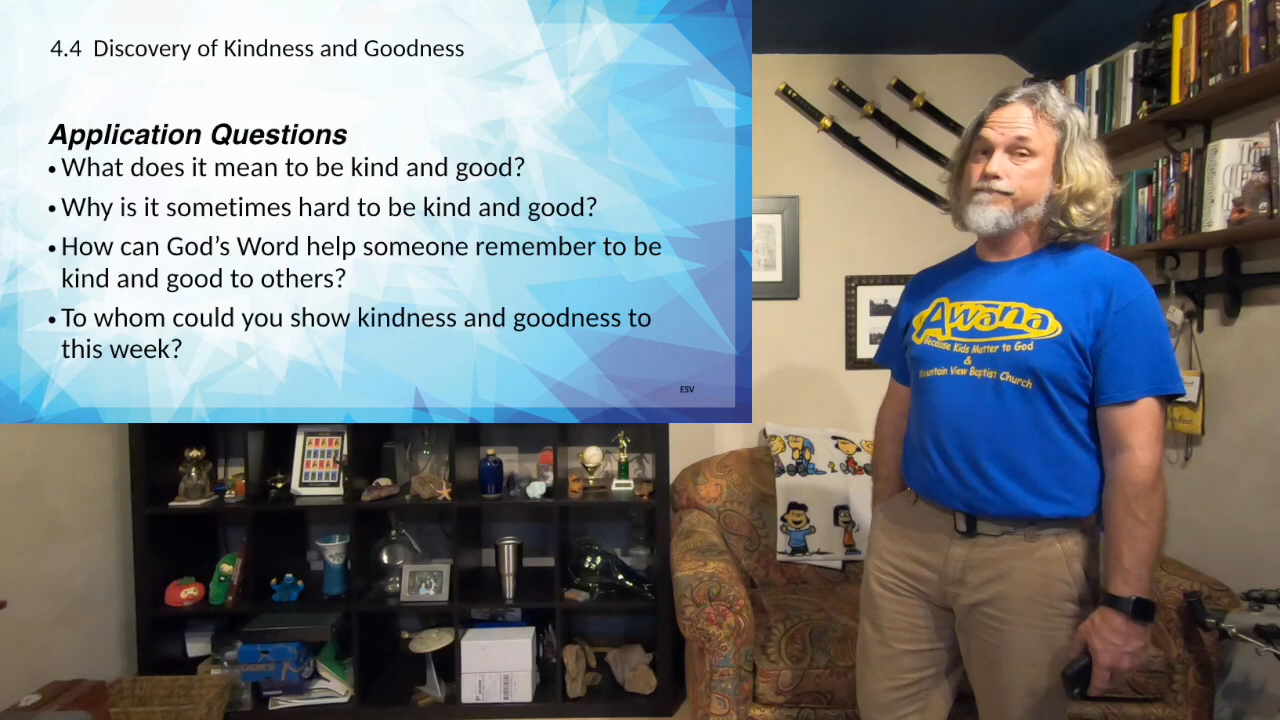 4.4 Discovery of Kindness and Goodness
Application Questions
• What does it mean to be kind and good?
• Why is it sometimes hard to be kind and good?
• How can God’s Word help someone remember to be
kind and good to others?
• To whom could you show kindness and goodness to
this week?
ESV
Awana
Because Kids Matter to God
&
Mountain View Baptist Church